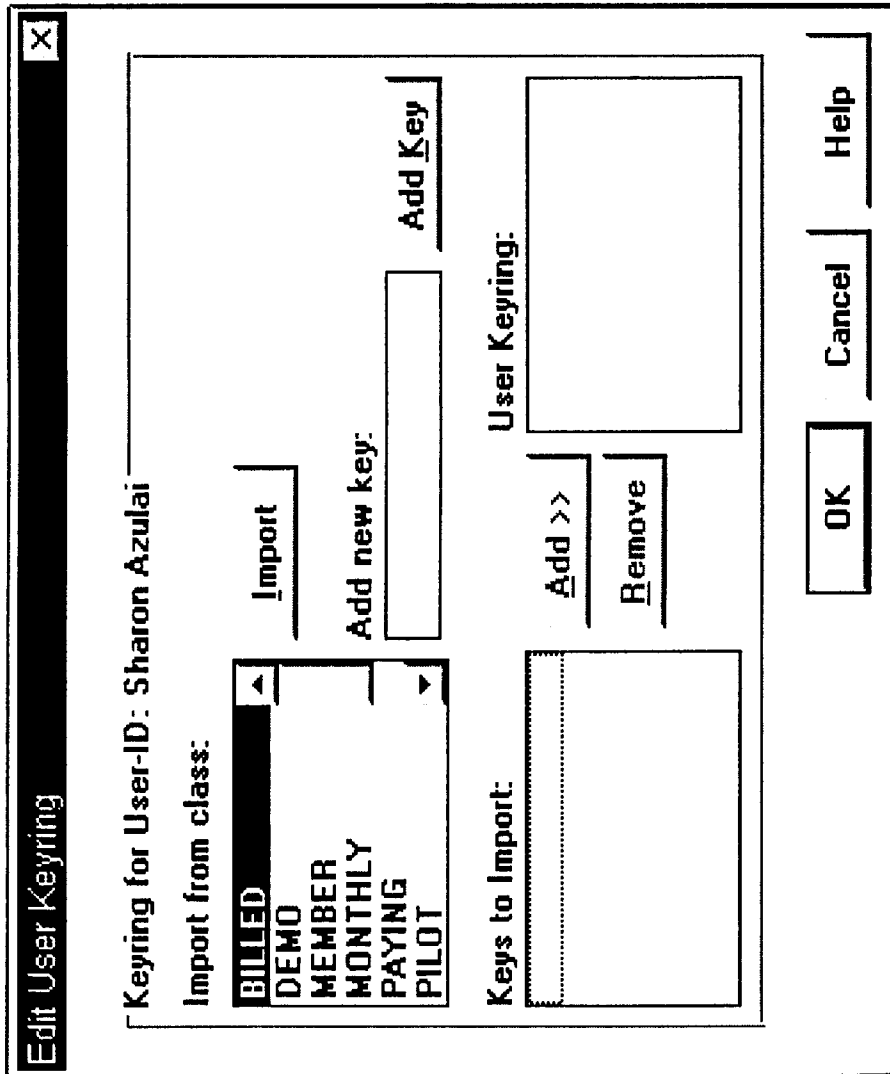 Edit User Keyring
Keyring for User-ID: Sharon Azulai
Import from class:
BILLED
DEMO
MEMBER
MONTHLY
PAYING
PILOT
Import
Add new key:
Add Key
Keys to Import:
Add >>
Remove
User Keyring:
OK
Cancel
Help